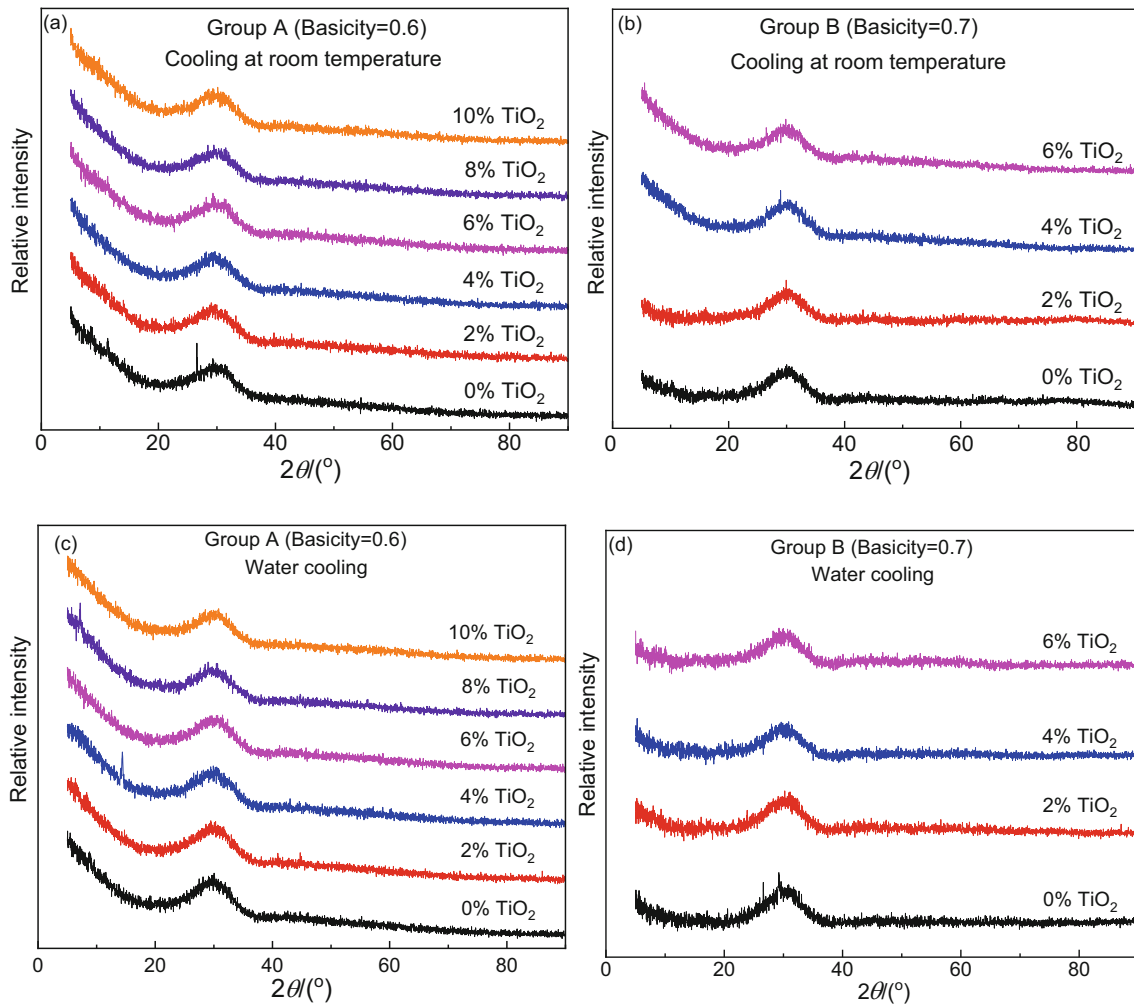 (a)
Group A (Basicity=0.6)
Cooling at room temperature
10% TiO₂
8% TiO₂
6% TiO₂
4% TiO₂
2% TiO₂
0% TiO₂
Relative intensity
0 20 40 60 80
2θ/(°)
(b)
Group B (Basicity=0.7)
Cooling at room temperature
6% TiO₂
4% TiO₂
2% TiO₂
0% TiO₂
Relative intensity
0 20 40 60 80
2θ/(°)
(c)
Group A (Basicity=0.6)
Water cooling
10% TiO₂
8% TiO₂
6% TiO₂
4% TiO₂
2% TiO₂
0% TiO₂
Relative intensity
0 20 40 60 80
2θ/(°)
(d)
Group B (Basicity=0.7)
Water cooling
6% TiO₂
4% TiO₂
2% TiO₂
0% TiO₂
Relative intensity
0 20 40 60 80
2θ/(°)